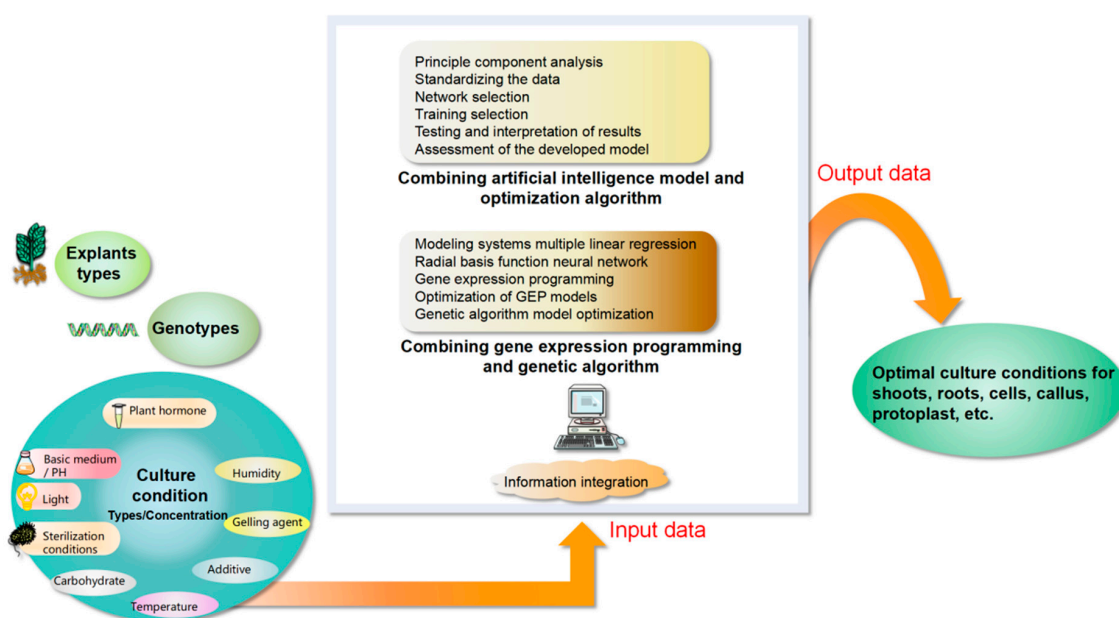 Principle component analysis
Standardizing the data
Network selection
Training selection
Testing and interpretation of results
Assessment of the developed model
Combining artificial intelligence model and
optimization algorithm
Output data
Modeling systems multiple linear regression
Radial basis function neural network
Gene expression programming
Optimization of GEP models
Genetic algorithm model optimization
Combining gene expression programming
and genetic algorithm
Information integration
Explants
types
Genotypes
Plant hormone
Basic medium
/ PH
Light
Sterilization
conditions
Carbohydrate
Temperature
Additive
Gelling agent
Humidity
Culture
condition
Types/Concentration
Input data
Optimal culture conditions for
shoots, roots, cells, callus,
protoplast, etc.